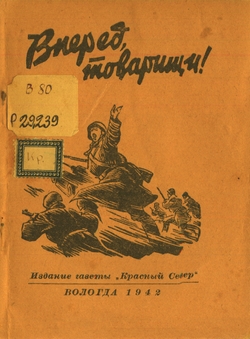 Вперед,
товарищи!
В 80
Р 29239
Издание газеты „Красный Север“
ВОЛОГДА 1942